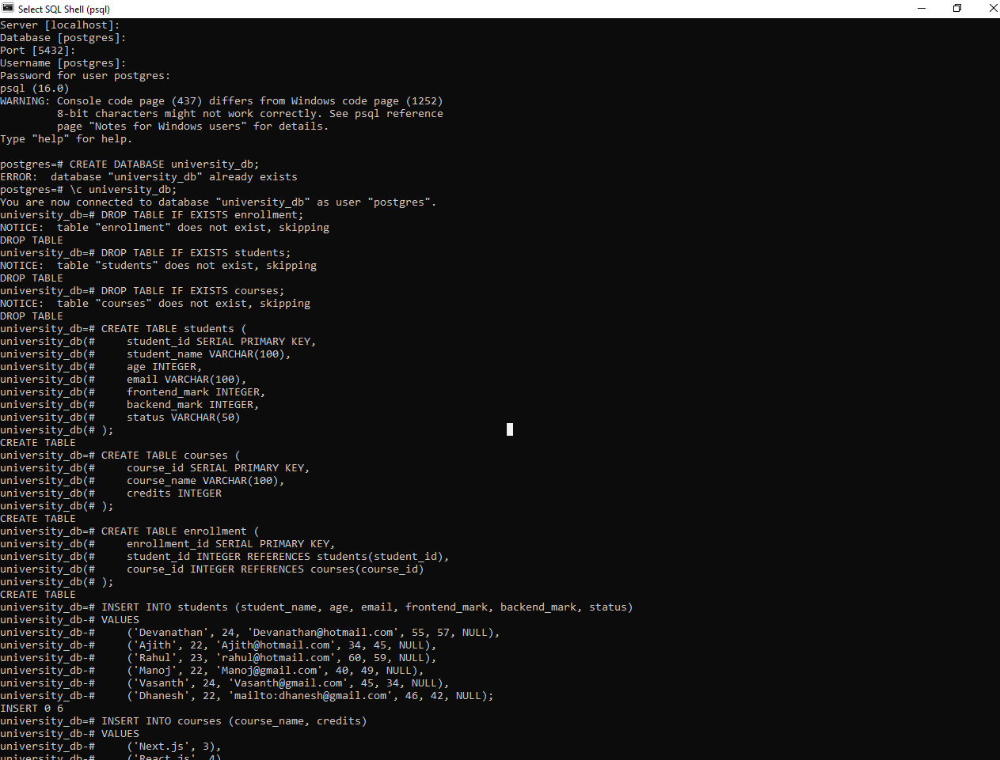 Select SQL Shell (psql)
Server [localhost]:
Database [postgres]:
Port [5432]:
Username [postgres]:
Password for user postgres:
psql (16.0)
WARNING: Console code page (437) differs from Windows code page (1252)
         8-bit characters might not work correctly. See psql reference
         page "Notes for Windows users" for details.
Type "help" for help.

postgres=# CREATE DATABASE university_db;
ERROR:  database "university_db" already exists
postgres=# \c university_db;
You are now connected to database "university_db" as user "postgres".
university_db=# DROP TABLE IF EXISTS enrollment;
NOTICE:  table "enrollment" does not exist, skipping
DROP TABLE
university_db=# DROP TABLE IF EXISTS students;
NOTICE:  table "students" does not exist, skipping
DROP TABLE
university_db=# DROP TABLE IF EXISTS courses;
NOTICE:  table "courses" does not exist, skipping
DROP TABLE
university_db=# CREATE TABLE students (
university_db(#     student_id SERIAL PRIMARY KEY,
university_db(#     student_name VARCHAR(100),
university_db(#     age INTEGER,
university_db(#     email VARCHAR(100),
university_db(#     frontend_mark INTEGER,
university_db(#     backend_mark INTEGER,
university_db(#     status VARCHAR(50)
university_db(# );
CREATE TABLE
university_db=# CREATE TABLE courses (
university_db(#     course_id SERIAL PRIMARY KEY,
university_db(#     course_name VARCHAR(100),
university_db(#     credits INTEGER
university_db(# );
CREATE TABLE
university_db=# CREATE TABLE enrollment (
university_db(#     enrollment_id SERIAL PRIMARY KEY,
university_db(#     student_id INTEGER REFERENCES students(student_id),
university_db(#     course_id INTEGER REFERENCES courses(course_id)
university_db(# );
CREATE TABLE
university_db=# INSERT INTO students (student_name, age, email, frontend_mark, backend_mark, status)
university_db-# VALUES
university_db-#     ('Devanathan', 24, 'Devanathan@hotmail.com', 55, 57, NULL),
university_db-#     ('Ajith', 22, 'Ajith@hotmail.com', 34, 45, NULL),
university_db-#     ('Rahul', 23, 'rahul@hotmail.com', 60, 59, NULL),
university_db-#     ('Manoj', 22, 'Manoj@gmail.com', 40, 49, NULL),
university_db-#     ('Vasanth', 24, 'Vasanth@gmail.com', 45, 34, NULL),
university_db-#     ('Dhanesh', 22, 'mailto:dhanesh@gmail.com', 46, 42, NULL);
INSERT 0 6
university_db=# INSERT INTO courses (course_name, credits)
university_db-# VALUES
university_db-#     ('Next.js', 3),
university_db-#     ('React.js', 4)